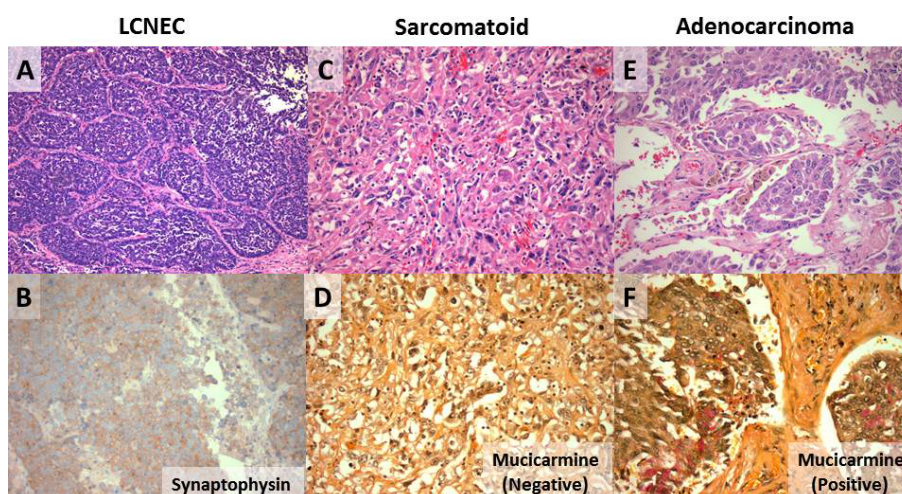 LCNEC
Sarcomatoid
Adenocarcinoma
A
C
E
B
D
F
Synaptophysin
Mucicarmine
(Negative)
Mucicarmine
(Positive)